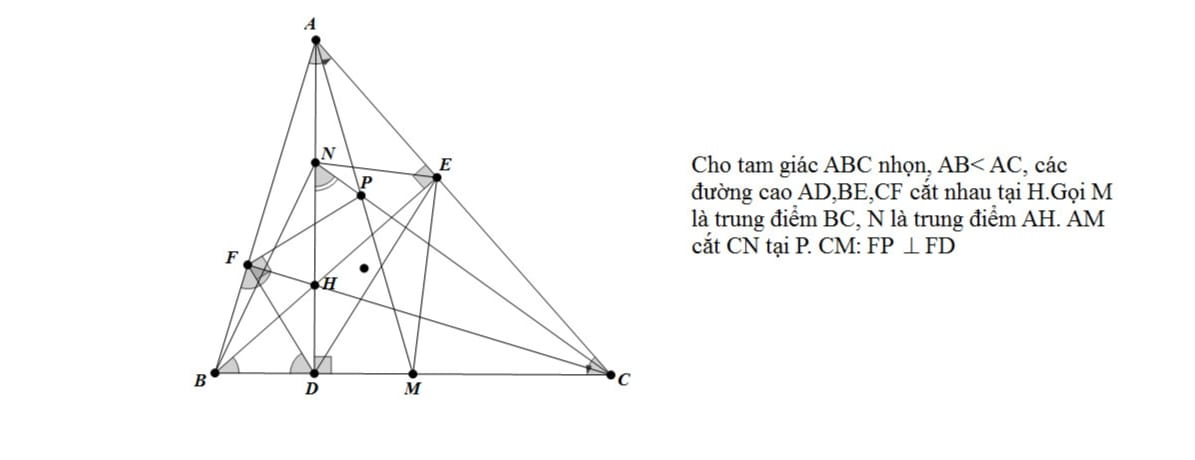 A
N
E
P
F
H
B
D
M
C
Cho tam giác ABC nhọn, AB< AC, các
đường cao AD,BE,CF cắt nhau tại H.Gọi M
là trung điểm BC, N là trung điểm AH. AM
cắt CN tại P. CM: FP ⊥ FD